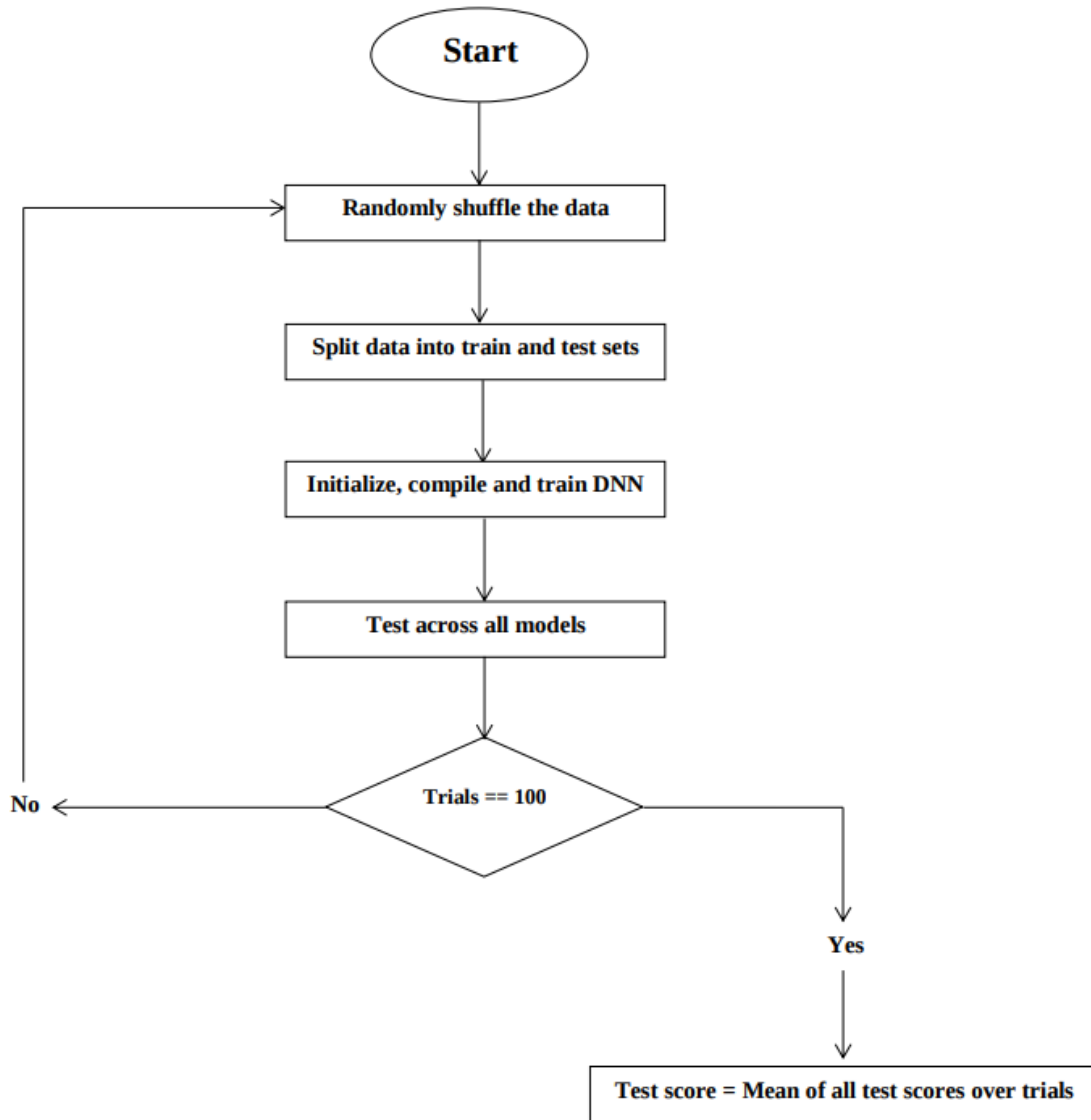 Start
Randomly shuffle the data
Split data into train and test sets
Initialize, compile and train DNN
Test across all models
Trials == 100
No
Yes
Test score = Mean of all test scores over trials